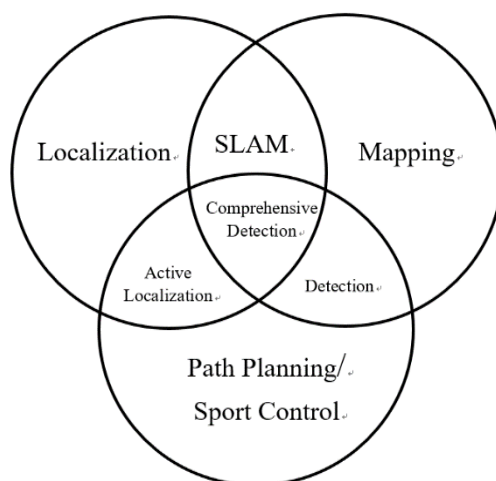 Localization
SLAM
Mapping
Comprehensive
Detection
Active
Localization
Detection
Path Planning/
Sport Control